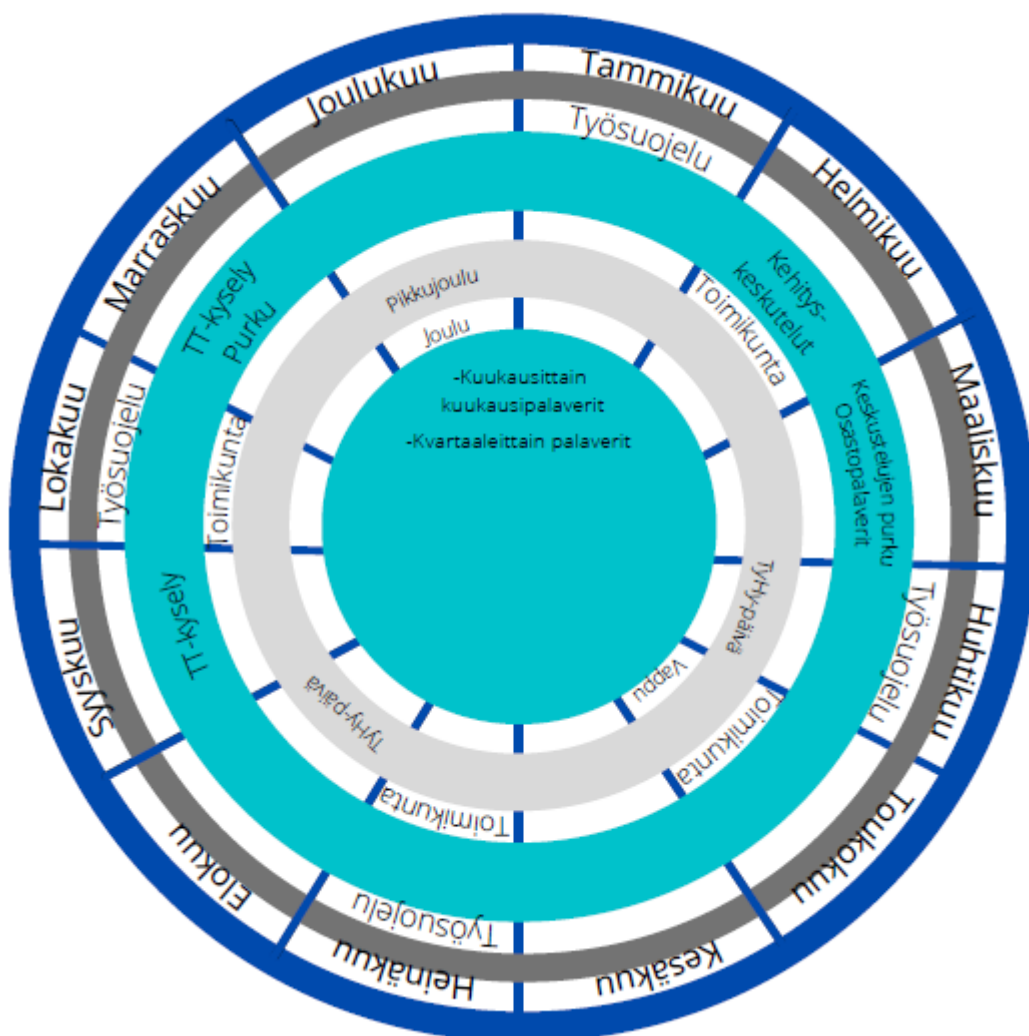 Tammikuu
Helmikuu
Maaliskuu
Huhtikuu
Toukokuu
Kesäkuu
Heinäkuu
Elokuu
Syyskuu
Lokakuu
Marraskuu
Joulukuu
Työsuojelu
Työsuojelu
Työsuojelu
Työsuojelu
Kehitys-
keskutelut
Keskustelujen purku
Osastopalaverit
TT-kysely
TT-kysely
Purku
Toimikunta
Toimikunta
Toimikunta
Toimikunta
TyHy-päivä
TyHy-päivä
Pikkujoulu
Vappu
Joulu
-Kuukausittain
kuukausipalaverit
-Kvartaaleittain palaverit